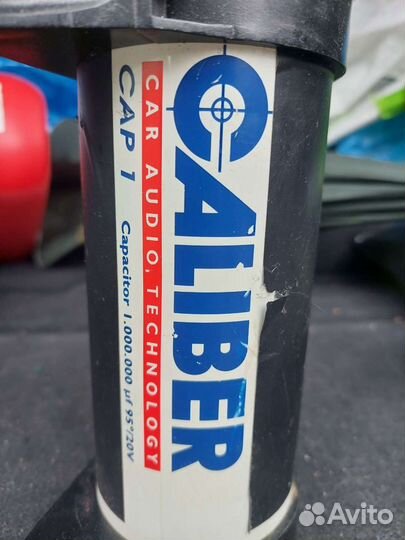 CALIBER
CAR AUDIO, TECHNOLOGY
CAP 1 Capacitor 1.000.000 µf 95°/20V
Avito